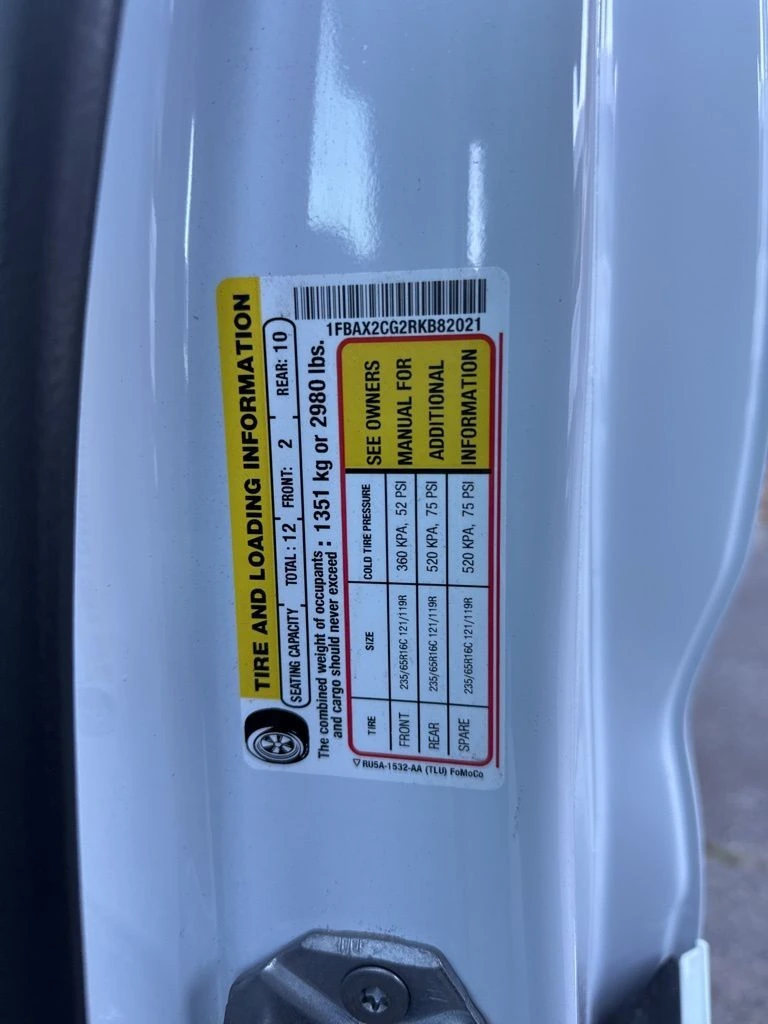 1FBAX2CG2RKB82021
TIRE AND LOADING INFORMATION
SEATING CAPACITY TOTAL: 12 FRONT: 2 REAR: 10
The combined weight of occupants and cargo should never exceed : 1351 kg or 2980 lbs.
TIRE SIZE COLD TIRE PRESSURE
FRONT 235/65R16C 121/119R 360 KPA, 52 PSI
REAR 235/65R16C 121/119R 520 KPA, 75 PSI
SPARE 235/65R16C 121/119R 520 KPA, 75 PSI
SEE OWNERS
MANUAL FOR
ADDITIONAL
INFORMATION
RU5A-1532-AA (TLU) FoMoCo